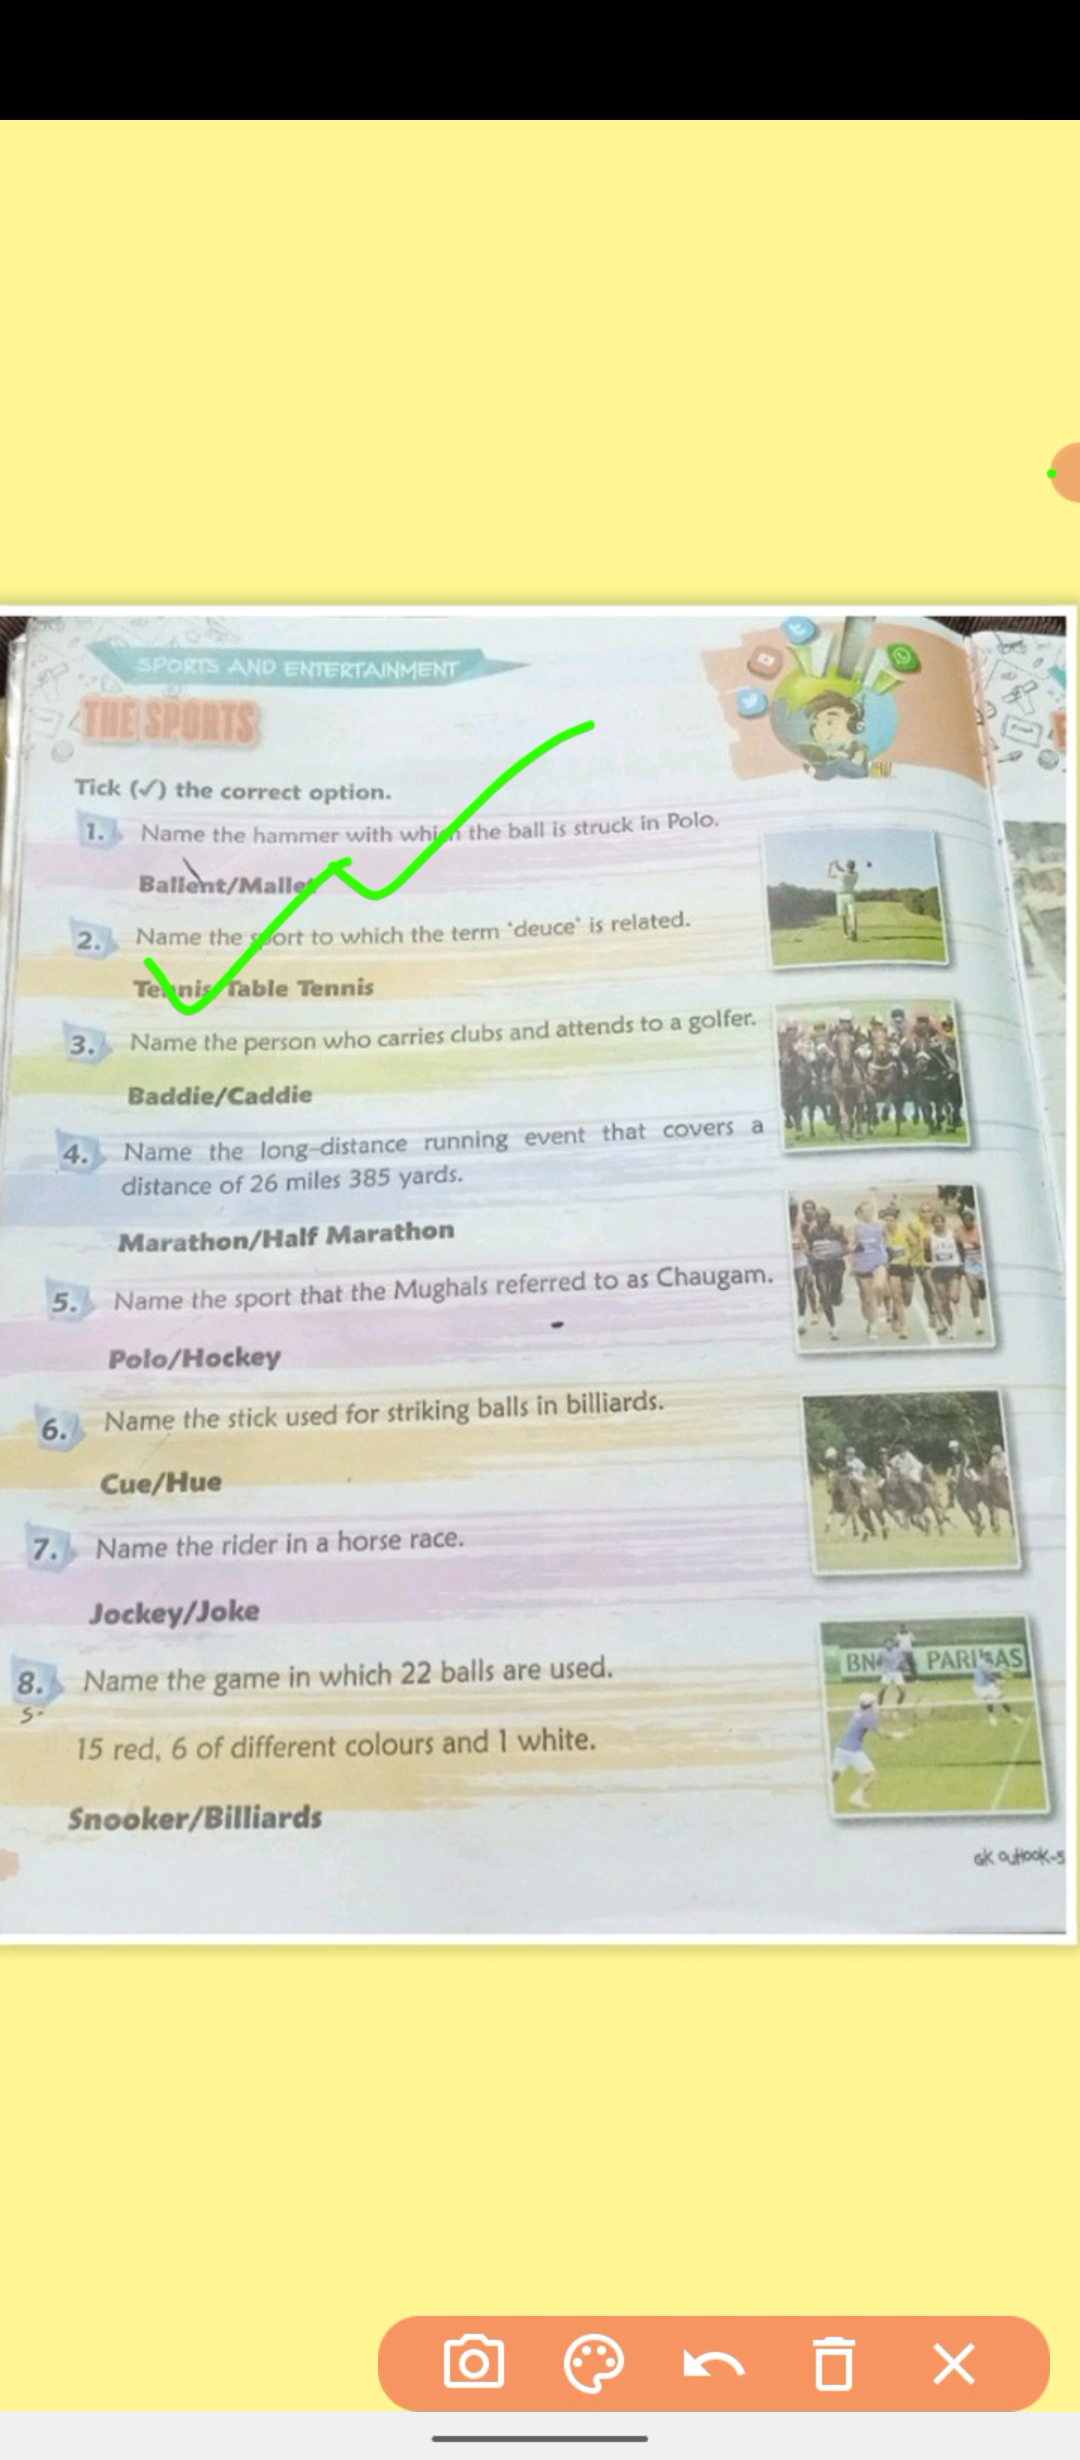 SPORTS AND ENTERTAINMENT
THE SPORTS
Tick (✓) the correct option.
1. Name the hammer with which the ball is struck in Polo.
Ballent/Mallet
2. Name the sport to which the term 'deuce' is related.
Tennis/Table Tennis
3. Name the person who carries clubs and attends to a golfer.
Baddie/Caddie
4. Name the long-distance running event that covers a
distance of 26 miles 385 yards.
Marathon/Half Marathon
5. Name the sport that the Mughals referred to as Chaugam.
Polo/Hockey
6. Name the stick used for striking balls in billiards.
Cue/Hue
7. Name the rider in a horse race.
Jockey/Joke
8. Name the game in which 22 balls are used.
15 red, 6 of different colours and 1 white.
Snooker/Billiards
GK Outlook-5